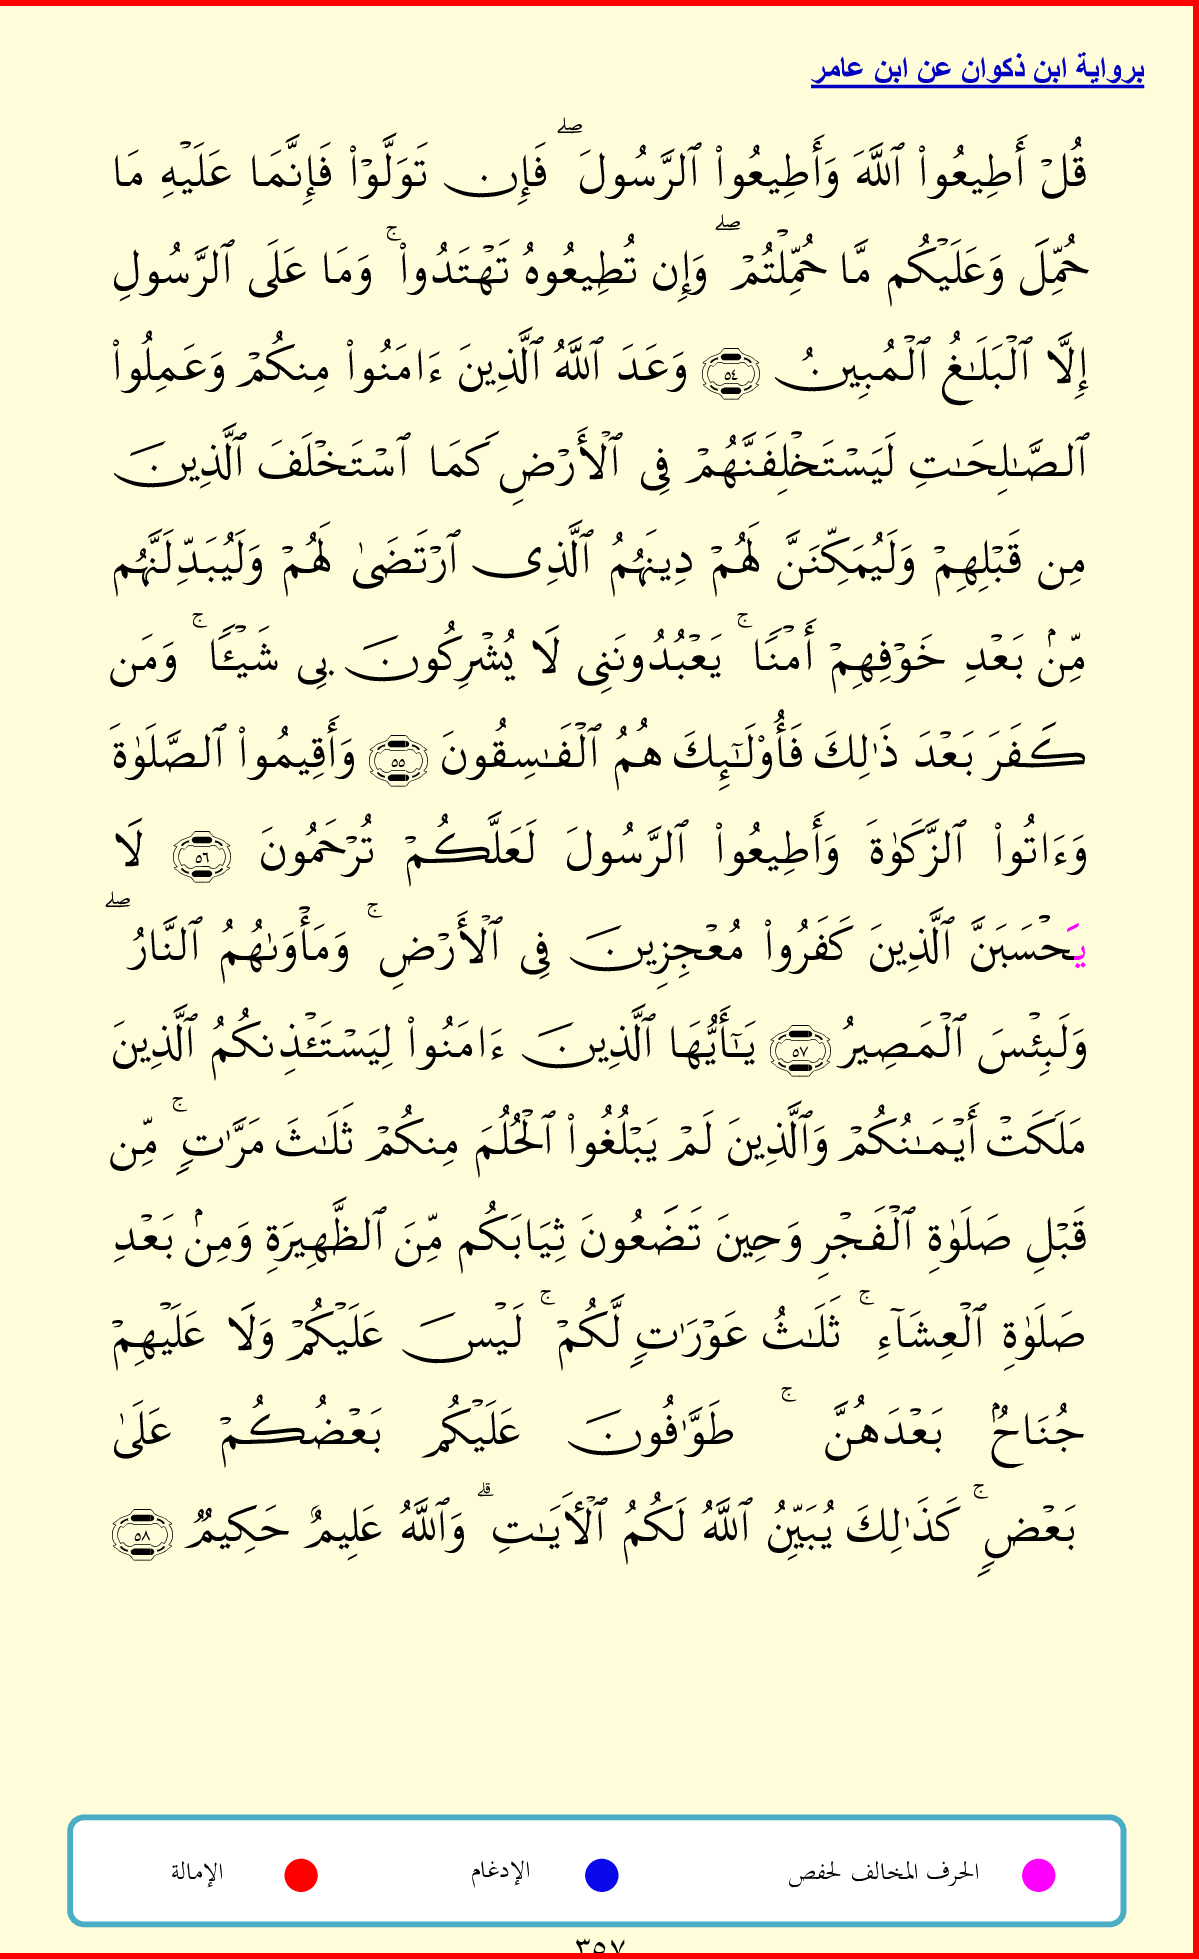 برواية ابن ذكوان عن ابن عامر
قُلۡ أَطِيعُواْ ٱللَّهَ وَأَطِيعُواْ ٱلرَّسُولَۖ فَإِن تَوَلَّوۡاْ فَإِنَّمَا عَلَيۡهِ مَا
حُمِّلَ وَعَلَيۡكُم مَّا حُمِّلۡتُمۡۖ وَإِن تُطِيعُوهُ تَهۡتَدُواْۚ وَمَا عَلَى ٱلرَّسُولِ
إِلَّا ٱلۡبَلَٰغُ ٱلۡمُبِينُ ٥٤ وَعَدَ ٱللَّهُ ٱلَّذِينَ ءَامَنُواْ مِنكُمۡ وَعَمِلُواْ
ٱلصَّٰلِحَٰتِ لَيَسۡتَخۡلِفَنَّهُمۡ فِي ٱلۡأَرۡضِ كَمَا ٱسۡتَخۡلَفَ ٱلَّذِينَ
مِن قَبۡلِهِمۡ وَلَيُمَكِّنَنَّ لَهُمۡ دِينَهُمُ ٱلَّذِي ٱرۡتَضَىٰ لَهُمۡ وَلَيُبَدِّلَنَّهُم
مِّنۢ بَعۡدِ خَوۡفِهِمۡ أَمۡنٗاۚ يَعۡبُدُونَنِي لَا يُشۡرِكُونَ بِي شَيۡـٔٗاۚ وَمَن
كَفَرَ بَعۡدَ ذَٰلِكَ فَأُوْلَٰٓئِكَ هُمُ ٱلۡفَٰسِقُونَ ٥٥ وَأَقِيمُواْ ٱلصَّلَوٰةَ
وَءَاتُواْ ٱلزَّكَوٰةَ وَأَطِيعُواْ ٱلرَّسُولَ لَعَلَّكُمۡ تُرۡحَمُونَ ٥٦ لَا
يَحۡسَبَنَّ ٱلَّذِينَ كَفَرُواْ مُعۡجِزِينَ فِي ٱلۡأَرۡضِۚ وَمَأۡوَىٰهُمُ ٱلنَّارُۖ
وَلَبِئۡسَ ٱلۡمَصِيرُ ٥٧ يَٰٓأَيُّهَا ٱلَّذِينَ ءَامَنُواْ لِيَسۡتَـٔۡذِنكُمُ ٱلَّذِينَ
مَلَكَتۡ أَيۡمَٰنُكُمۡ وَٱلَّذِينَ لَمۡ يَبۡلُغُواْ ٱلۡحُلُمَ مِنكُمۡ ثَلَٰثَ مَرَّٰتٖۚ مِّن
قَبۡلِ صَلَوٰةِ ٱلۡفَجۡرِ وَحِينَ تَضَعُونَ ثِيَابَكُم مِّنَ ٱلظَّهِيرَةِ وَمِنۢ بَعۡدِ
صَلَوٰةِ ٱلۡعِشَآءِۚ ثَلَٰثُ عَوۡرَٰتٖ لَّكُمۡۚ لَيۡسَ عَلَيۡكُمۡ وَلَا عَلَيۡهِمۡ
جُنَاحُۢ بَعۡدَهُنَّۚ طَوَّٰفُونَ عَلَيۡكُم بَعۡضُكُمۡ عَلَىٰ
بَعۡضٖۚ كَذَٰلِكَ يُبَيِّنُ ٱللَّهُ لَكُمُ ٱلۡأٓيَٰتِۗ وَٱللَّهُ عَلِيمٌ حَكِيمٞ ٥٨
الحرف المخالف لحفص الإدغام الإمالة
٣٥٧